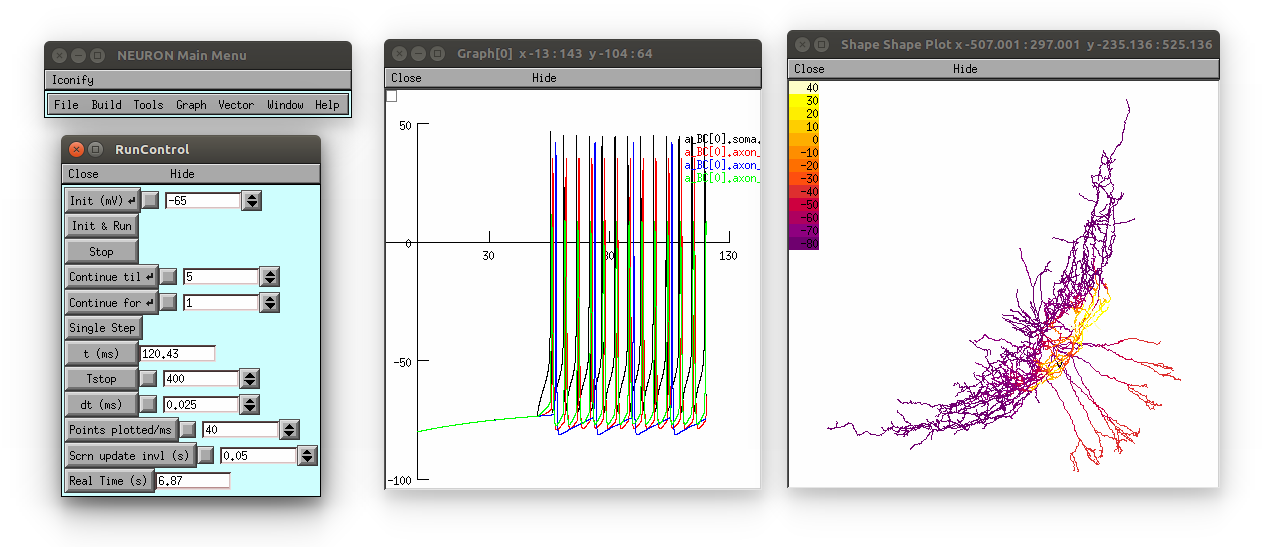 NEURON Main Menu
Iconify
File Build Tools Graph Vector Window Help
RunControl
Close Hide
Init (mV) -65
Init & Run
Stop
Continue til 5
Continue for 1
Single Step
t (ms) 120.43
Tstop 400
dt (ms) 0.025
Points plotted/ms 40
Scrn update invl (s) 0.05
Real Time (s) 6.87
Graph[0] x -13 : 143 y -104 : 64
Close Hide
50
a_BC[0].soma.
a_BC[0].axon_
a_BC[0].axon_
a_BC[0].axon_
0
30 80 130
-50
-100
Shape Shape Plot x -507.001 : 297.001 y -235.136 : 525.136
Close Hide
40
30
20
10
0
-10
-20
-30
-40
-50
-60
-70
-80